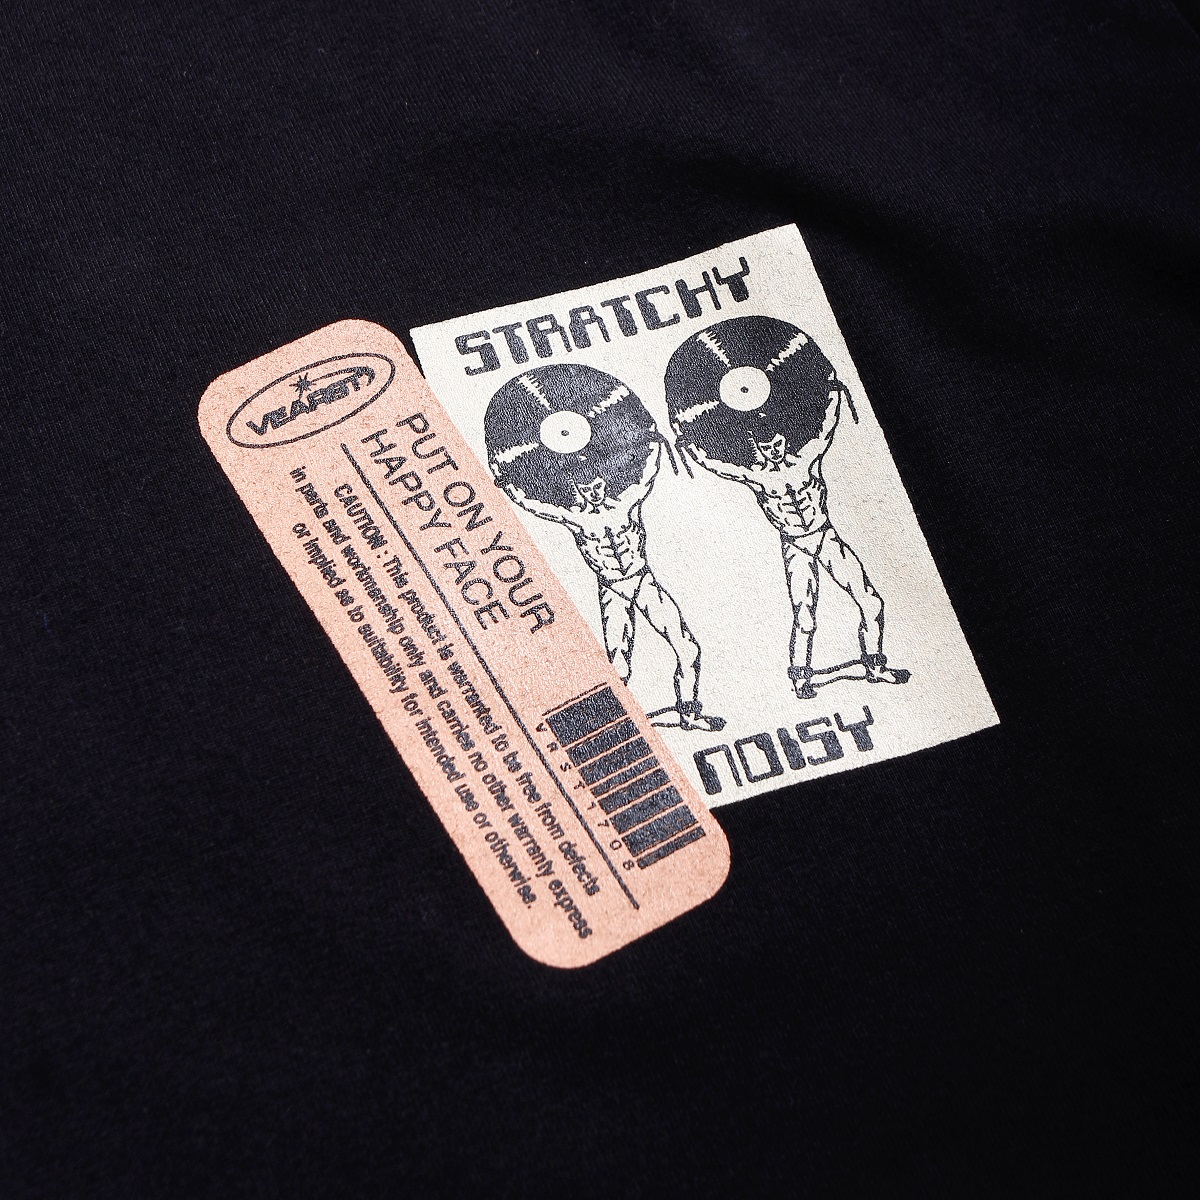 STRATCHY
NOISY
VEARST
PUT ON YOUR
HAPPY FACE
CAUTION : This product is warranted to be free from defects
in parts and workmanship only and carries no other warranty express
or implied as to suitability for intended use or otherwise.
VRST1708